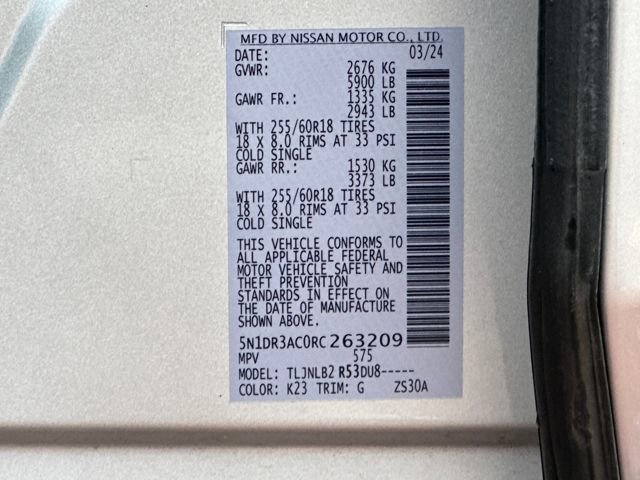 MFD BY NISSAN MOTOR CO., LTD.
DATE: 03/24
GVWR: 2676 KG
5900 LB
GAWR FR.: 1335 KG
2943 LB
WITH 255/60R18 TIRES
18 X 8.0 RIMS AT 33 PSI
COLD SINGLE
GAWR RR.: 1530 KG
3373 LB
WITH 255/60R18 TIRES
18 X 8.0 RIMS AT 33 PSI
COLD SINGLE
THIS VEHICLE CONFORMS TO
ALL APPLICABLE FEDERAL
MOTOR VEHICLE SAFETY AND
THEFT PREVENTION
STANDARDS IN EFFECT ON
THE DATE OF MANUFACTURE
SHOWN ABOVE.
5N1DR3AC0RC263209
MPV 575
MODEL: TLJNLB2 R53DU8-----
COLOR: K23 TRIM: G ZS30A